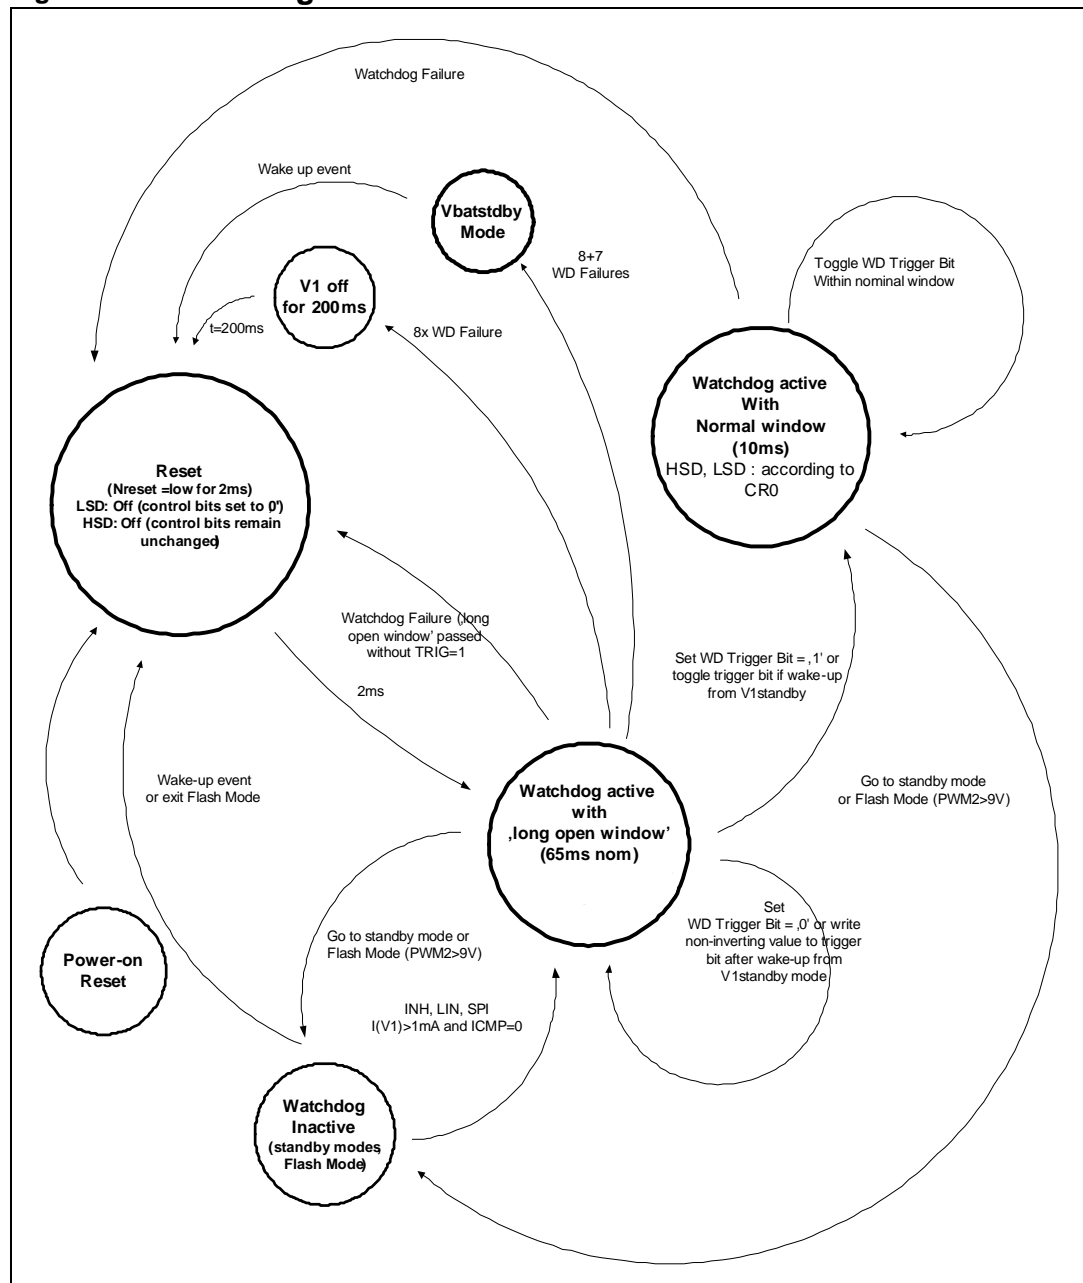 Watchdog Failure
Wake up event
Vbatstdby
Mode
8+7
WD Failures
Toggle WD Trigger Bit
Within nominal window
V1 off
for 200ms
t=200ms
8x WD Failure
Watchdog active
With
Normal window
(10ms)
HSD, LSD : according to
CR0
Reset
(Nreset =low for 2ms)
LSD: Off (control bits set to ‚0')
HSD: Off (control bits remain
unchanged)
Watchdog Failure (‚long
open window' passed
without TRIG=1
2ms
Set WD Trigger Bit = ‚1' or
toggle trigger bit if wake-up
from V1standby
Wake-up event
or exit Flash Mode
Go to standby mode
or Flash Mode (PWM2>9V)
Watchdog active
with
‚long open window'
(65ms nom)
Set
WD Trigger Bit = ‚0' or write
non-inverting value to trigger
bit after wake-up from
V1standby mode
Power-on
Reset
Go to standby mode or
Flash Mode (PWM2>9V)
INH, LIN, SPI
I(V1)>1mA and ICMP=0
Watchdog
Inactive
(standby modes,
Flash Mode)